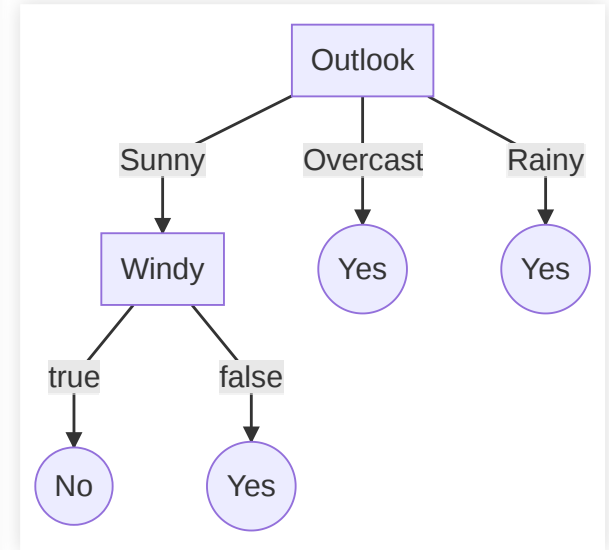 Outlook
Sunny
Overcast
Rainy
Windy
Yes
Yes
true
false
No
Yes